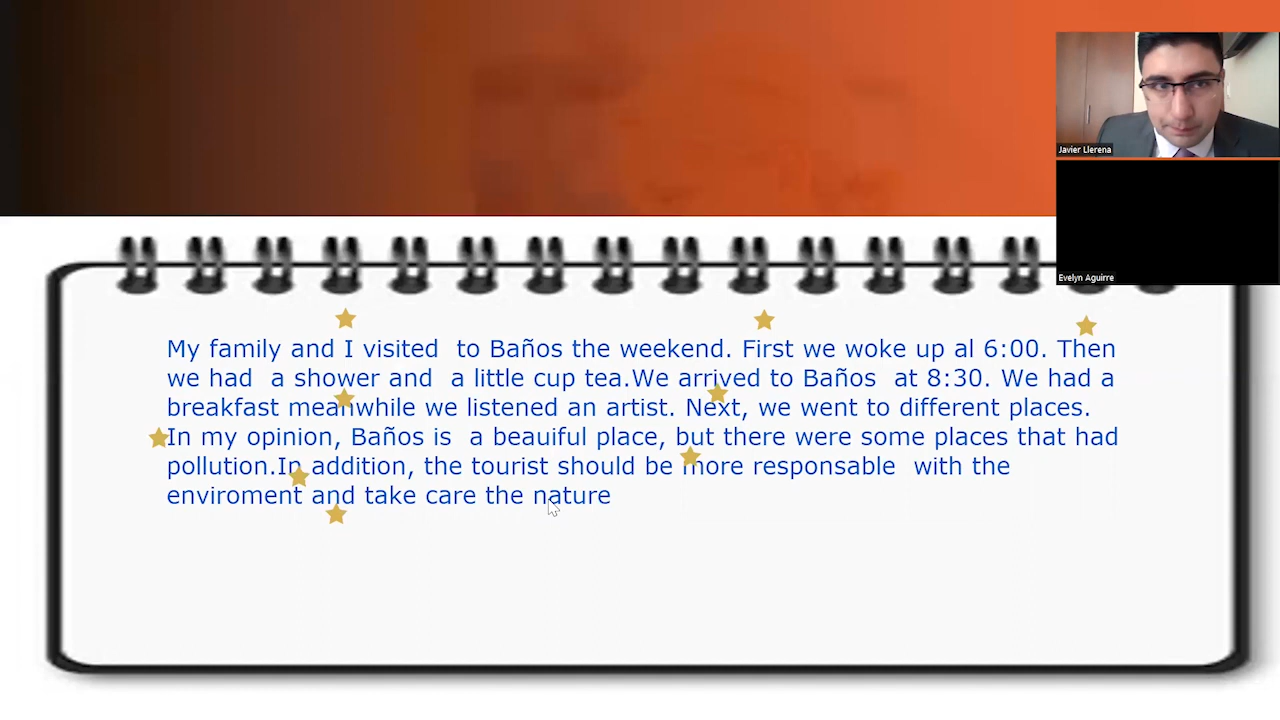 Javier Llerena
Evelyn Aguirre
My family and I visited to Baños the weekend. First we woke up al 6:00. Then
we had a shower and a little cup tea.We arrived to Baños at 8:30. We had a
breakfast meanwhile we listened an artist. Next, we went to different places.
In my opinion, Baños is a beauiful place, but there were some places that had
pollution.In addition, the tourist should be more responsable with the
enviroment and take care the nature